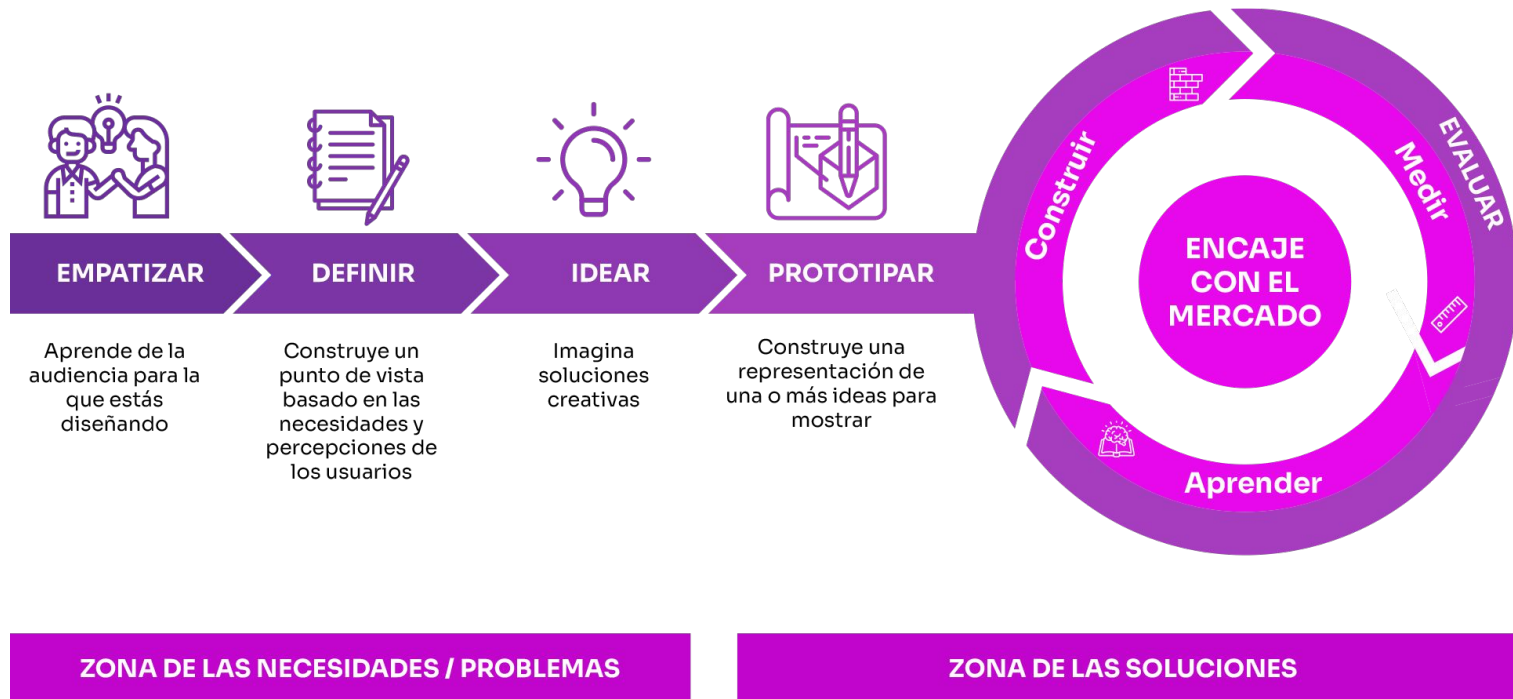 EMPATIZAR
Aprende de la
audiencia para la
que estás
diseñando
DEFINIR
Construye un
punto de vista
basado en las
necesidades y
percepciones de
los usuarios
IDEAR
Imagina
soluciones
creativas
PROTOTIPAR
Construye una
representación de
una o más ideas para
mostrar
Construir
Medir
EVALUAR
Aprender
ENCAJE
CON EL
MERCADO
ZONA DE LAS NECESIDADES / PROBLEMAS
ZONA DE LAS SOLUCIONES